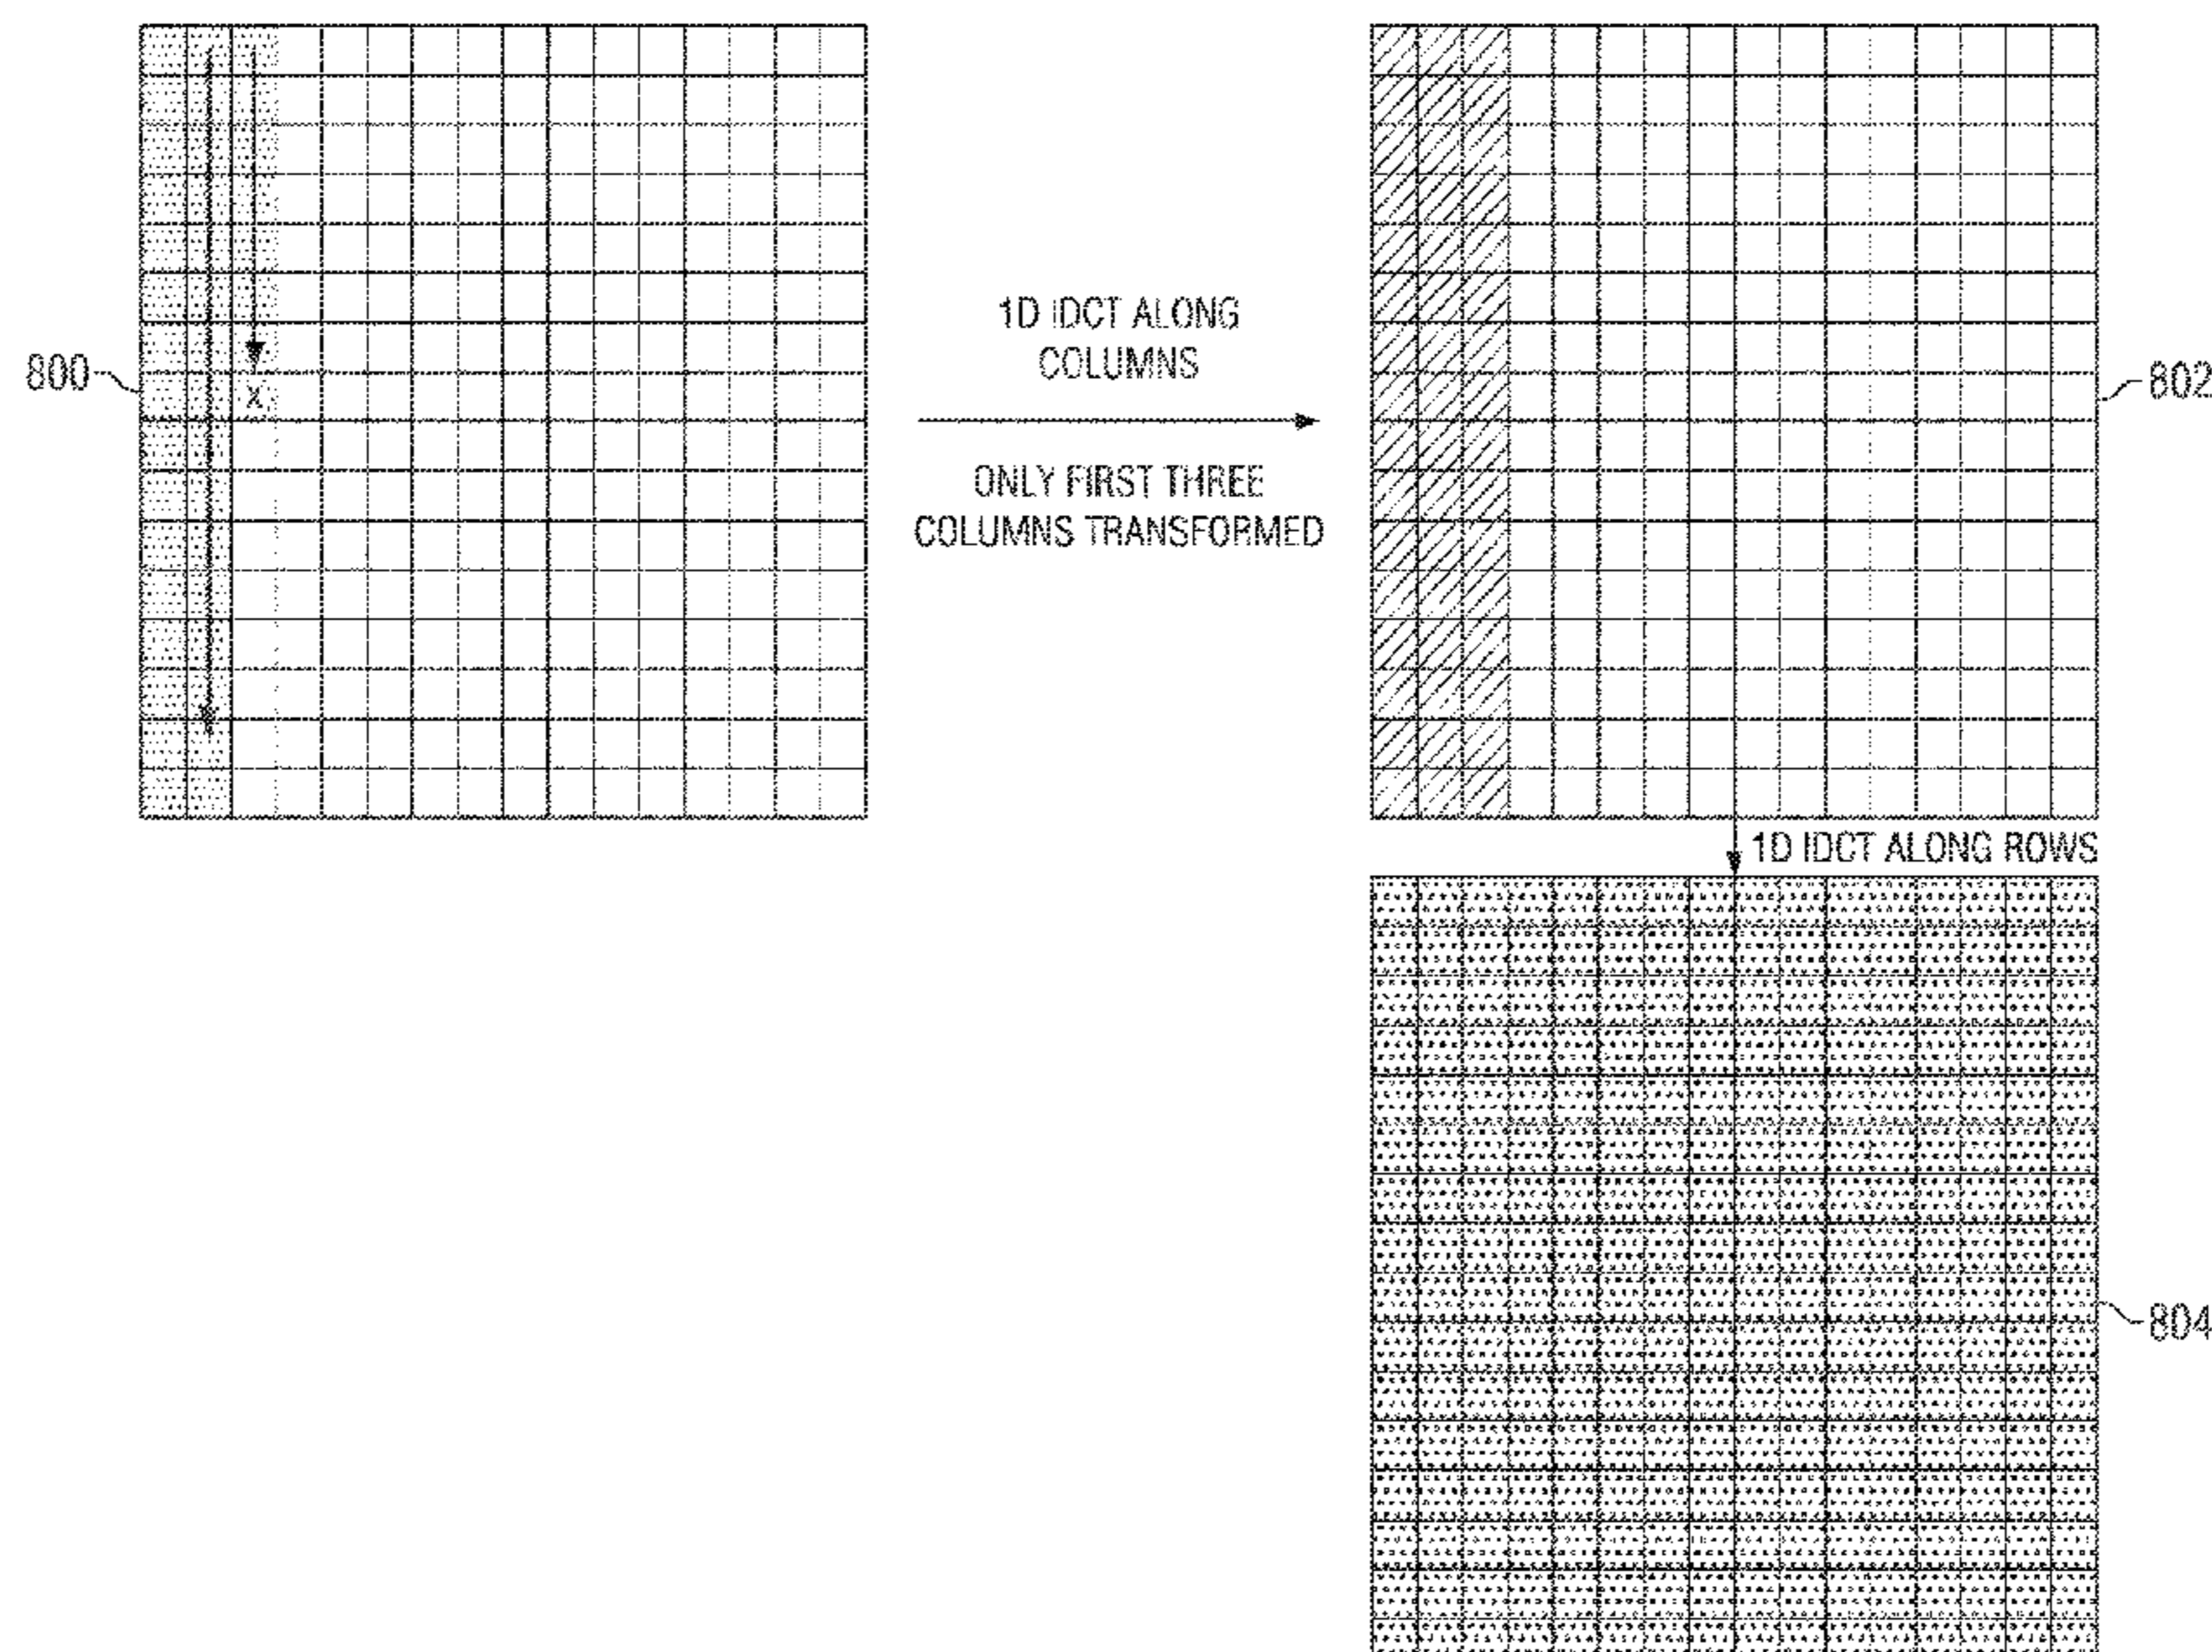 800
X
1D IDCT ALONG
COLUMNS
ONLY FIRST THREE
COLUMNS TRANSFORMED
802
1D IDCT ALONG ROWS
804